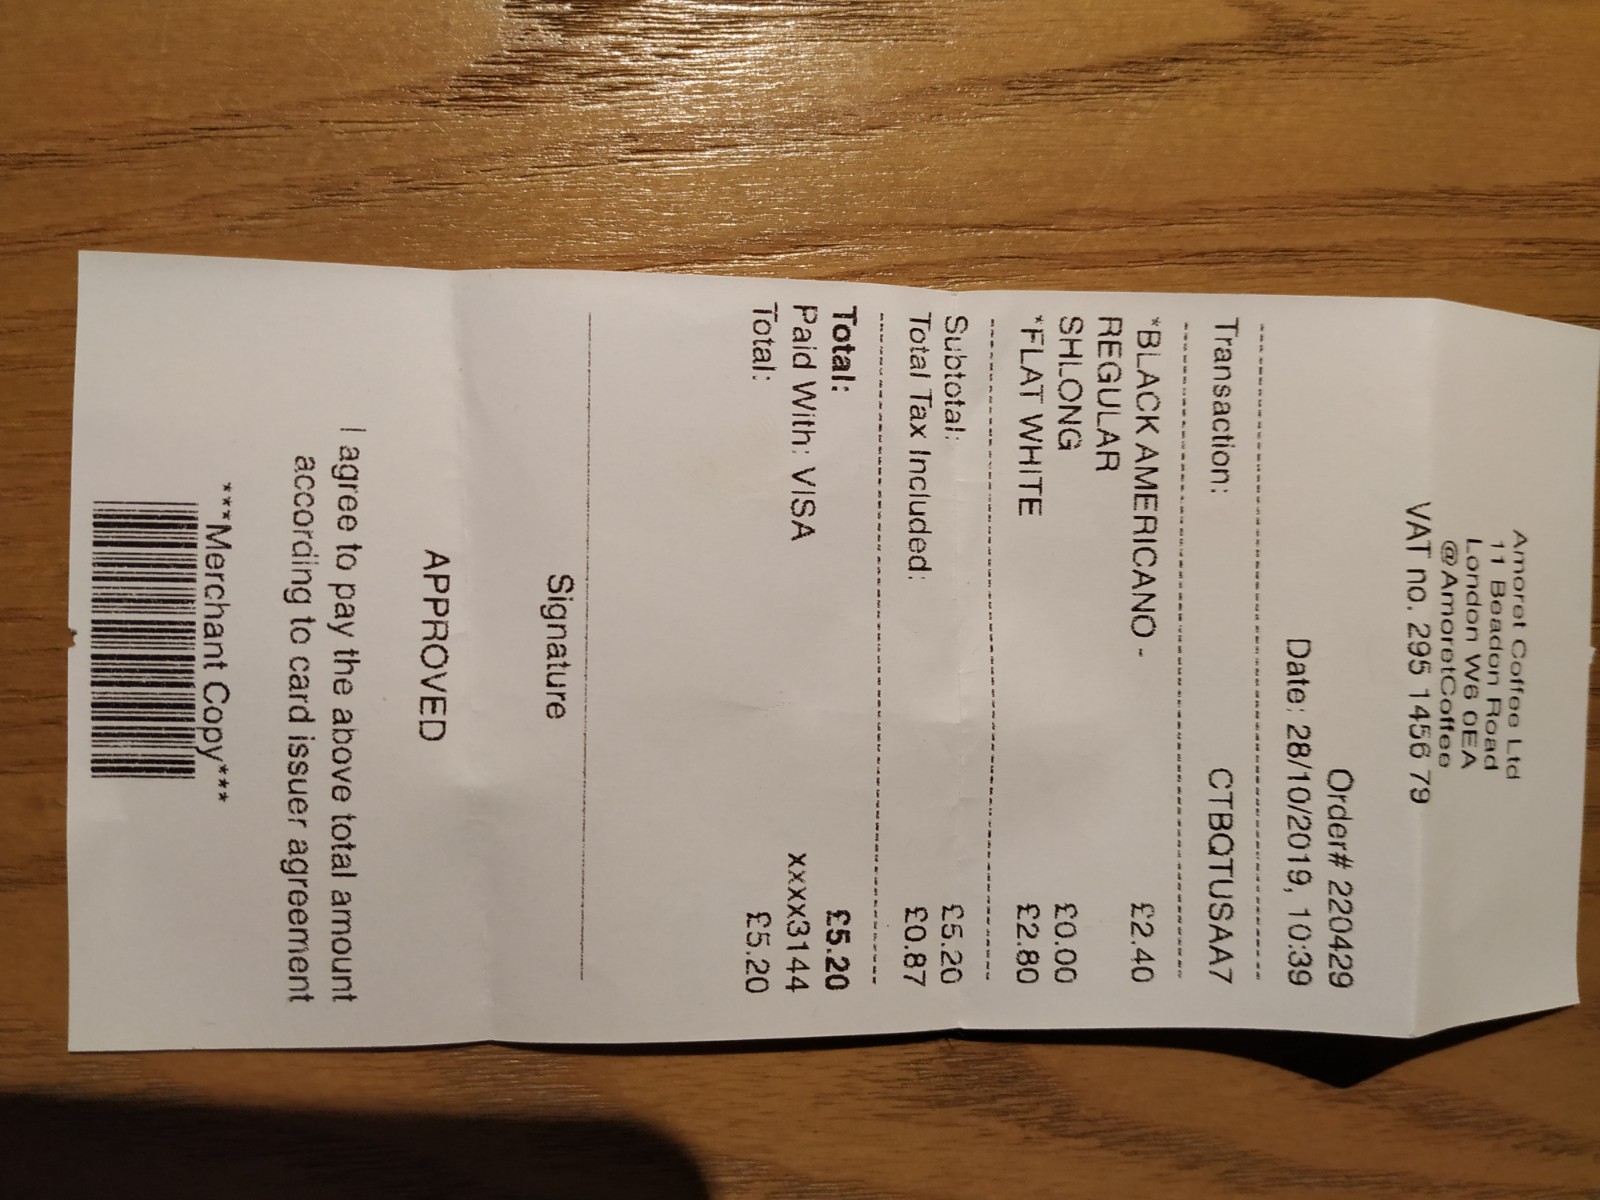 Amoret Coffee Ltd
11 Beadon Road
London W6 0EA
@AmoretCoffee
VAT no. 295 1456 79
Order# 220429
Date: 28/10/2019, 10:39
Transaction: CTBQTUSAA7
*BLACK AMERICANO - £2.40
REGULAR
SHLONG £0.00
*FLAT WHITE £2.80
Subtotal: £5.20
Total Tax Included: £0.87
Total: £5.20
Paid With: VISA xxxx3144
Total: £5.20
Signature
APPROVED
I agree to pay the above total amount
according to card issuer agreement
***Merchant Copy***